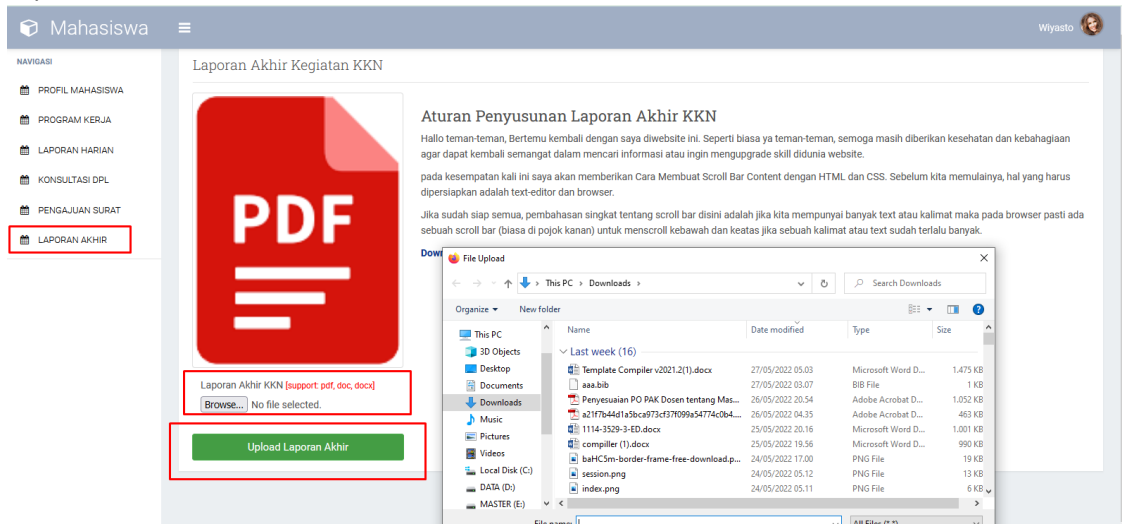 Mahasiswa
Wiyasto
NAVIGASI
PROFIL MAHASISWA
PROGRAM KERJA
LAPORAN HARIAN
KONSULTASI DPL
PENGAJUAN SURAT
LAPORAN AKHIR
Laporan Akhir Kegiatan KKN
PDF
Laporan Akhir KKN [support: pdf, doc, docx]
Browse... No file selected.
Upload Laporan Akhir
Aturan Penyusunan Laporan Akhir KKN
Hallo teman-teman, Bertemu kembali dengan saya diwebsite ini. Seperti biasa ya teman-teman, semoga masih diberikan kesehatan dan kebahagiaan
agar dapat kembali semangat dalam mencari informasi atau ingin mengupgrade skill didunia website.
pada kesempatan kali ini saya akan memberikan Cara Membuat Scroll Bar Content dengan HTML dan CSS. Sebelum kita memulainya, hal yang harus
dipersiapkan adalah text-editor dan browser.
Jika sudah siap semua, pembahasan singkat tentang scroll bar disini adalah jika kita mempunyai banyak text atau kalimat maka pada browser pasti ada
sebuah scroll bar (biasa di pojok kanan) untuk menscroll kebawah dan keatas jika sebuah kalimat atau text sudah terlalu banyak.
File Upload
This PC > Downloads >
Search Downloads
Organize
New folder
This PC
3D Objects
Desktop
Documents
Downloads
Music
Pictures
Videos
Local Disk (C:)
DATA (D:)
MASTER (E:)
Name Date modified Type Size
Last week (16)
Template Compiler v2021.2(1).docx 27/05/2022 05.03 Microsoft Word D... 1.475 KB
aaa.bib 27/05/2022 03.07 BIB File 1 KB
Penyesuaian PO PAK Dosen tentang Mas... 26/05/2022 20.54 Adobe Acrobat D... 1.052 KB
a21f7b44d1a5bca973cf37f099a54774c0b4.... 26/05/2022 04.35 Adobe Acrobat D... 463 KB
1114-3529-3-ED.docx 25/05/2022 20.16 Microsoft Word D... 1.001 KB
compiller (1).docx 25/05/2022 19.56 Microsoft Word D... 990 KB
baHC5m-border-frame-free-download.p... 24/05/2022 17.00 PNG File 19 KB
session.png 24/05/2022 05.12 PNG File 13 KB
index.png 24/05/2022 05.11 PNG File 6 KB
File name:
All Files (*.*)